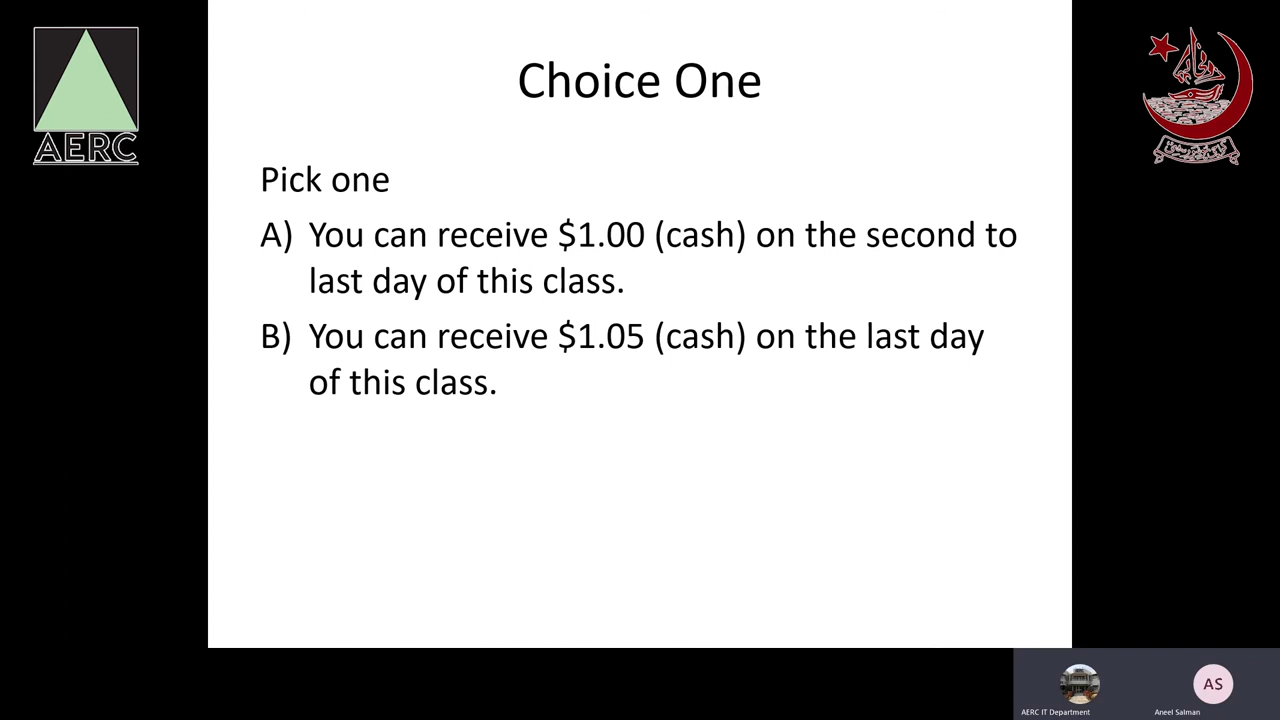 AERC
Choice One
Pick one
A) You can receive $1.00 (cash) on the second to
last day of this class.
B) You can receive $1.05 (cash) on the last day
of this class.
AERC IT Department
AS
Aneel Salman